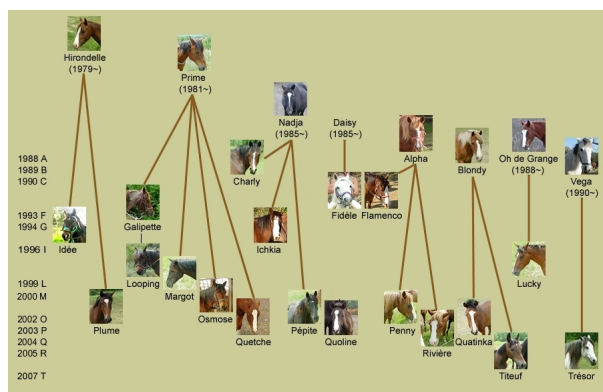 Hirondelle
(1979~)
Prime
(1981~)
Nadja
(1985~)
Daisy
(1985~)
Alpha
Blondy
Oh de Grange
(1988~)
Vega
(1990~)
1988 A
1989 B
1990 C
Charly
Fidèle
Flamenco
1993 F
1994 G
Idée
Galipette
Ichkia
1996 I
Looping
Margot
Lucky
1999 L
2000 M
Osmose
2002 O
2003 P
2004 Q
2005 R
Plume
Quetche
Pépite
Quoline
Penny
Rivière
Quatinka
Titeuf
Trésor
2007 T